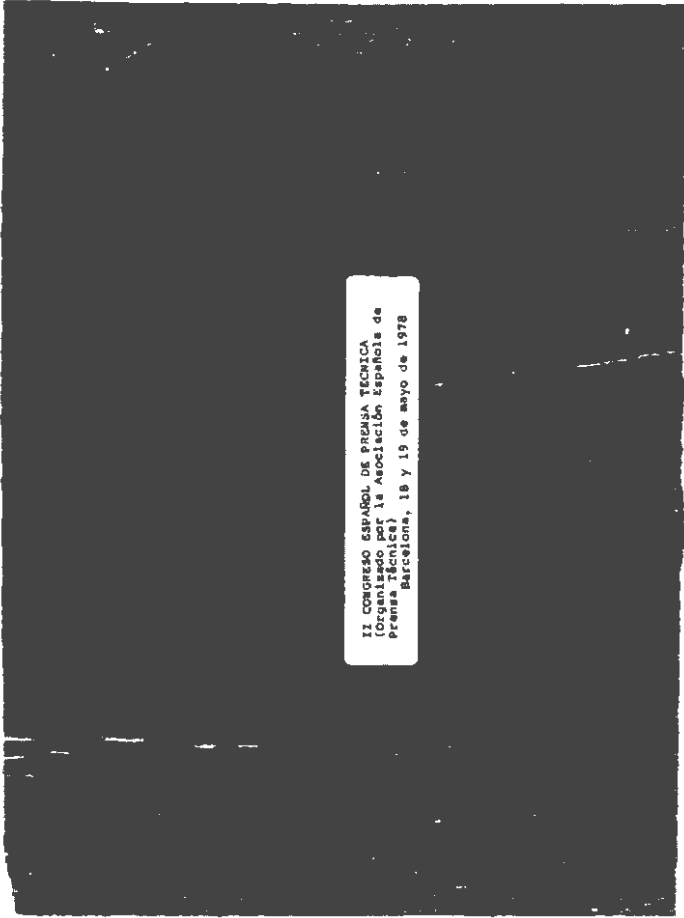 II CONGRESO ESPAÑOL DE PRENSA TECNICA
(Organizado por la Asociación Española de
Prensa Técnica)
Barcelona, 18 y 19 de mayo de 1978